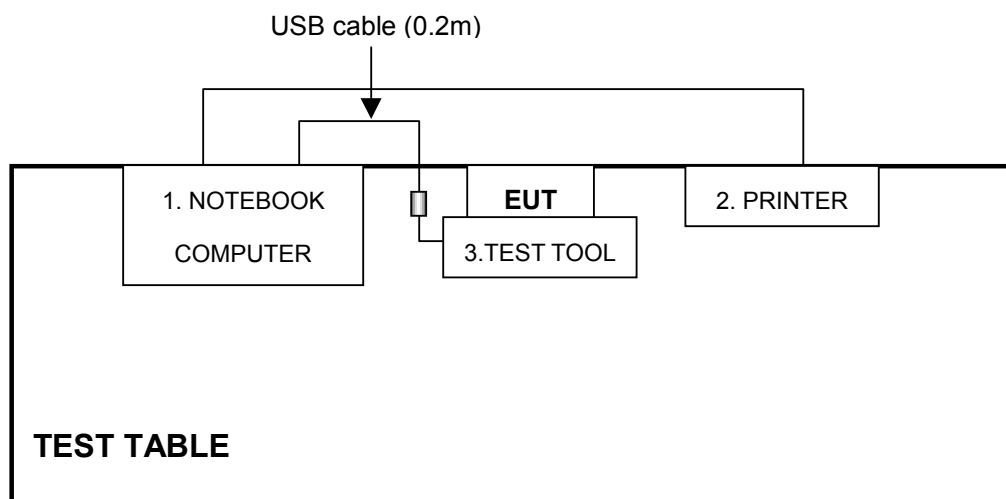 USB cable (0.2m)
1. NOTEBOOK
COMPUTER
EUT
3.TEST TOOL
2. PRINTER
TEST TABLE